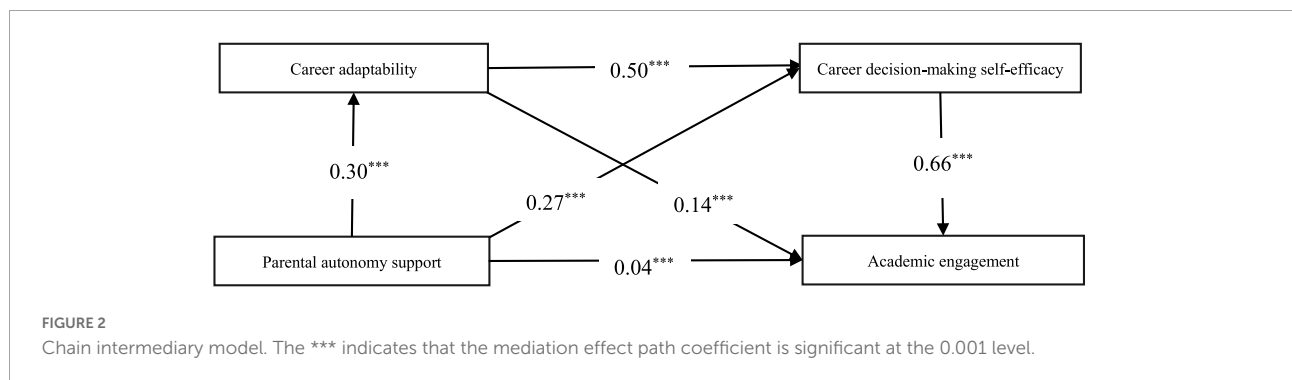 Career adaptability
0.50***
Career decision-making self-efficacy
0.30***
0.66***
0.27***
0.14***
Parental autonomy support
0.04***
Academic engagement
FIGURE 2
Chain intermediary model. The *** indicates that the mediation effect path coefficient is significant at the 0.001 level.